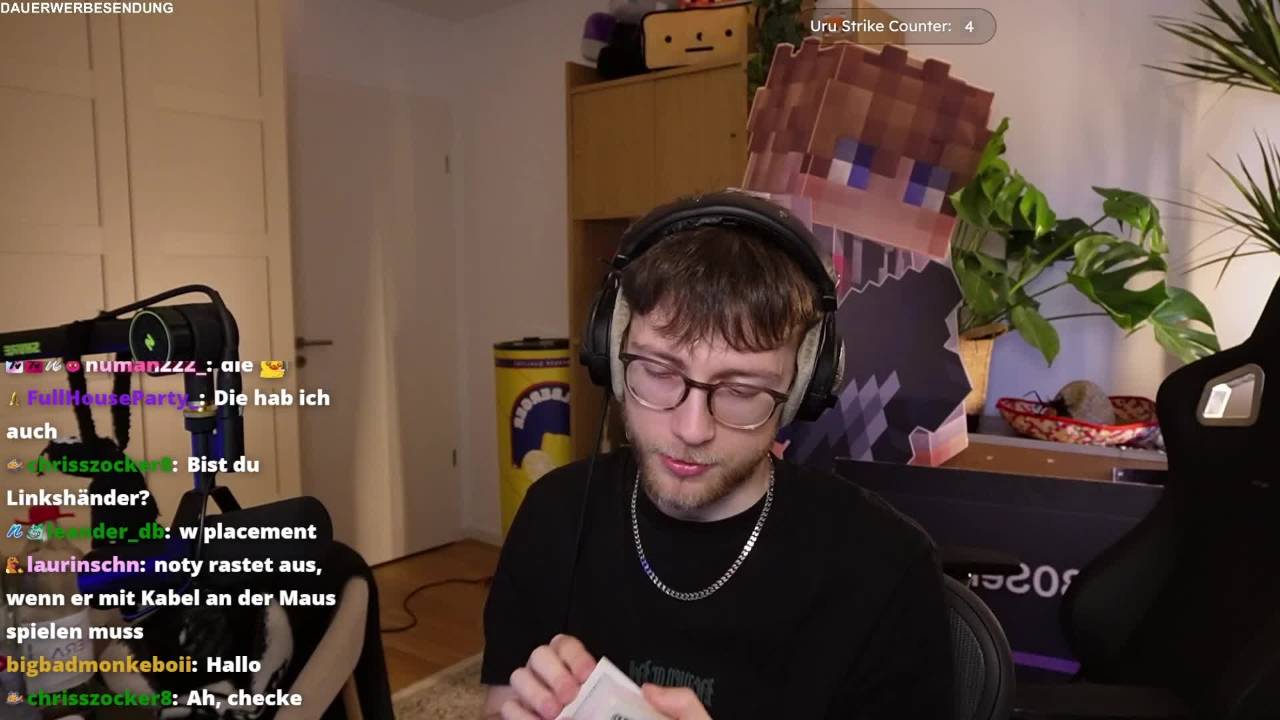 DAUERWERBESENDUNG
Uru Strike Counter: 4
numanzzz_: die
FullHouseParty_: Die hab ich
auch
chrisszocker8: Bist du
Linkshänder?
leander_db: w placement
laurinschn: noty rastet aus,
wenn er mit Kabel an der Maus
spielen muss
bigbadmonkeboii: Hallo
chrisszocker8: Ah, checke